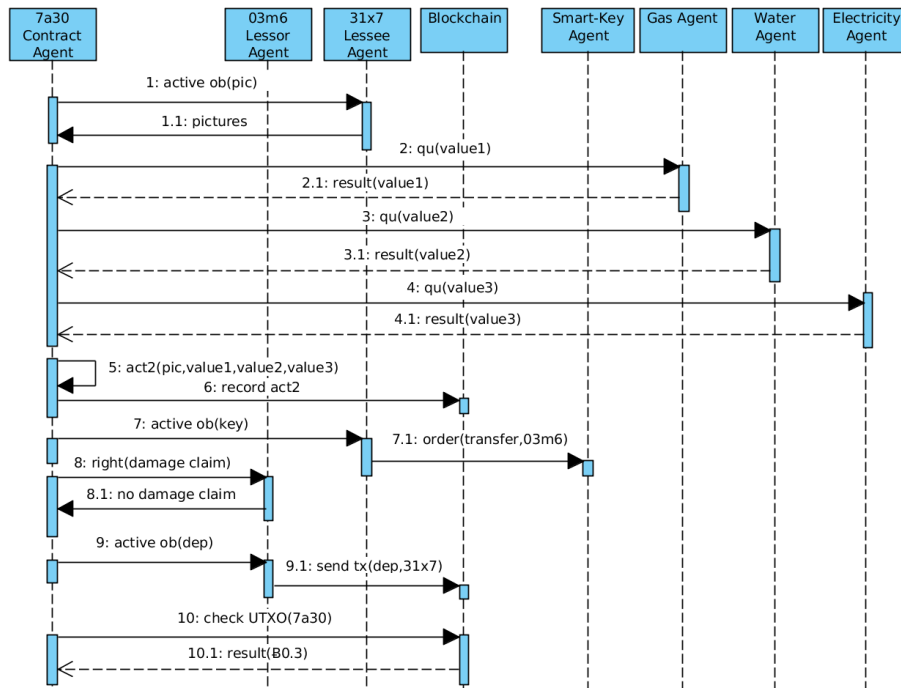 7a30
Contract
Agent
03m6
Lessor
Agent
31x7
Lessee
Agent
Blockchain
Smart-Key
Agent
Gas Agent
Water
Agent
Electricity
Agent
1: active ob(pic)
1.1: pictures
2: qu(value1)
2.1: result(value1)
3: qu(value2)
3.1: result(value2)
4: qu(value3)
4.1: result(value3)
5: act2(pic,value1,value2,value3)
6: record act2
7: active ob(key)
7.1: order(transfer,03m6)
8: right(damage claim)
8.1: no damage claim
9: active ob(dep)
9.1: send tx(dep,31x7)
10: check UTXO(7a30)
10.1: result(Ƀ0.3)